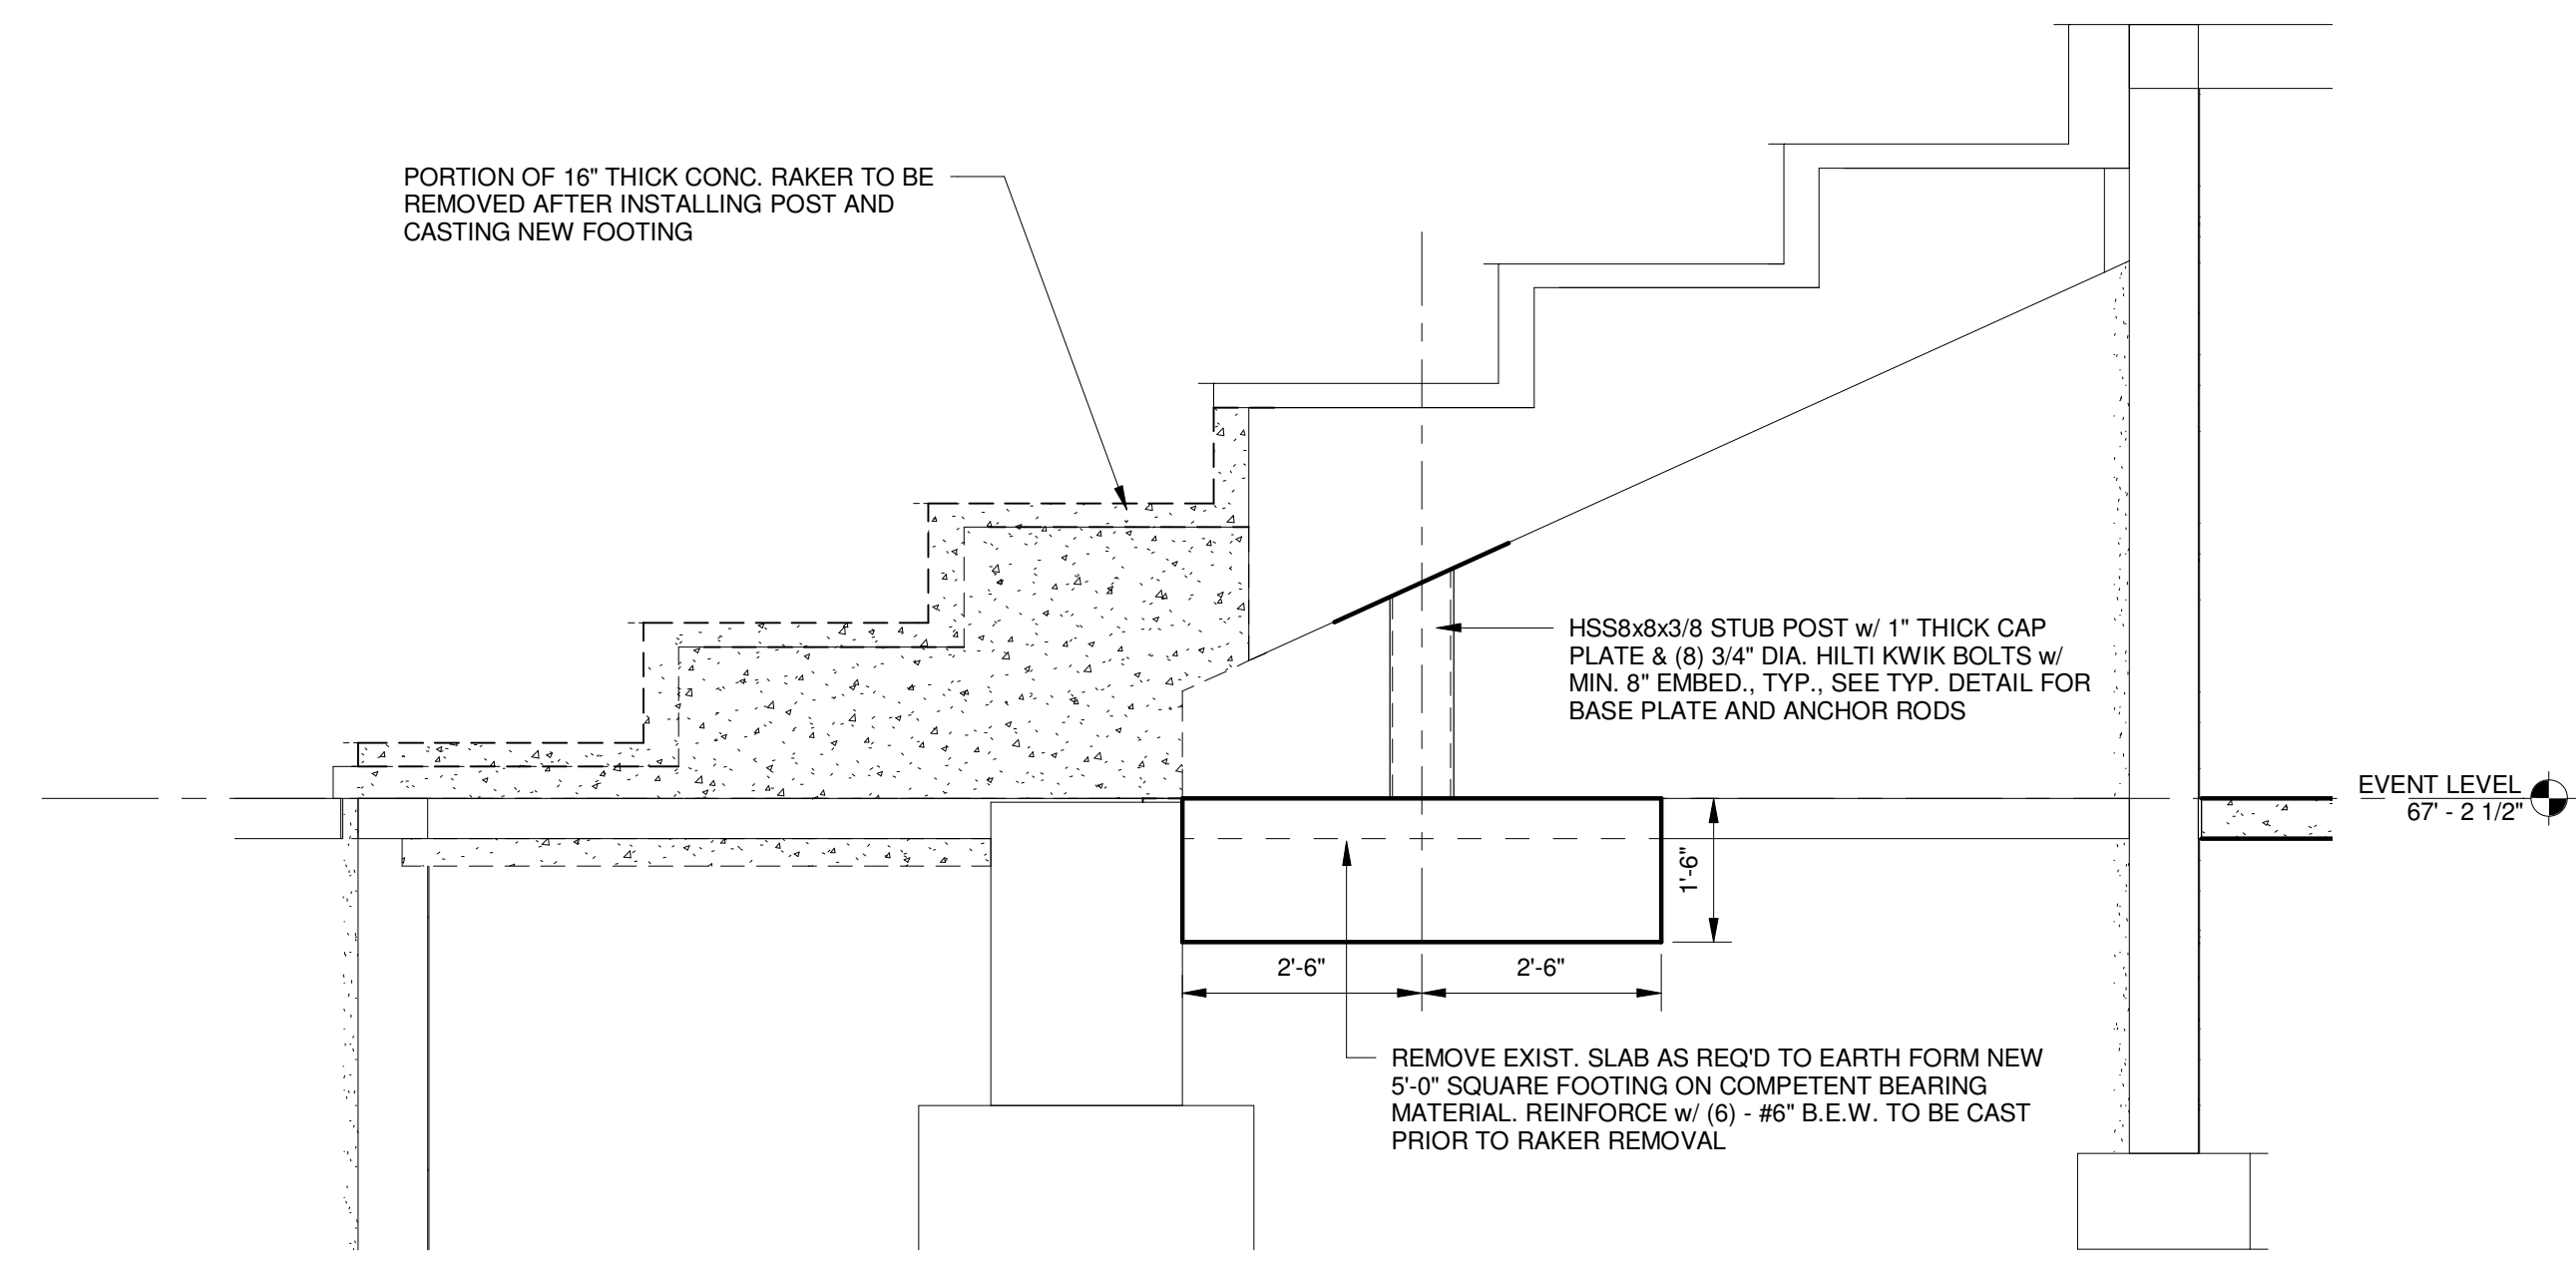 PORTION OF 16" THICK CONC. RAKER TO BE
REMOVED AFTER INSTALLING POST AND
CASTING NEW FOOTING
HSS8x8x3/8 STUB POST w/ 1" THICK CAP
PLATE & (8) 3/4" DIA. HILTI KWIK BOLTS w/
MIN. 8" EMBED., TYP., SEE TYP. DETAIL FOR
BASE PLATE AND ANCHOR RODS
EVENT LEVEL
67' - 2 1/2"
1'-6"
2'-6"
2'-6"
REMOVE EXIST. SLAB AS REQ'D TO EARTH FORM NEW
5'-0" SQUARE FOOTING ON COMPETENT BEARING
MATERIAL. REINFORCE w/ (6) - #6" B.E.W. TO BE CAST
PRIOR TO RAKER REMOVAL